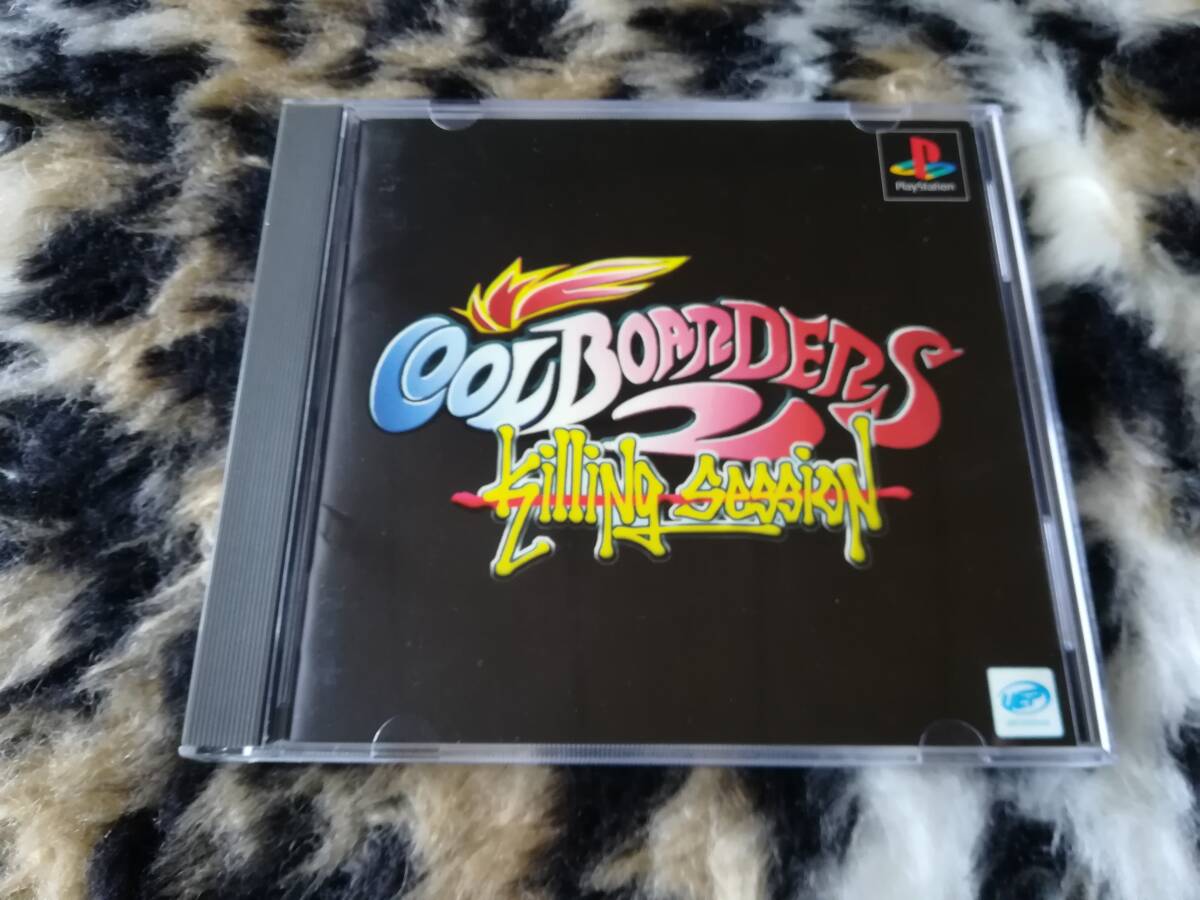 PlayStation
COOLBOARDERS
2
killing session
UEP